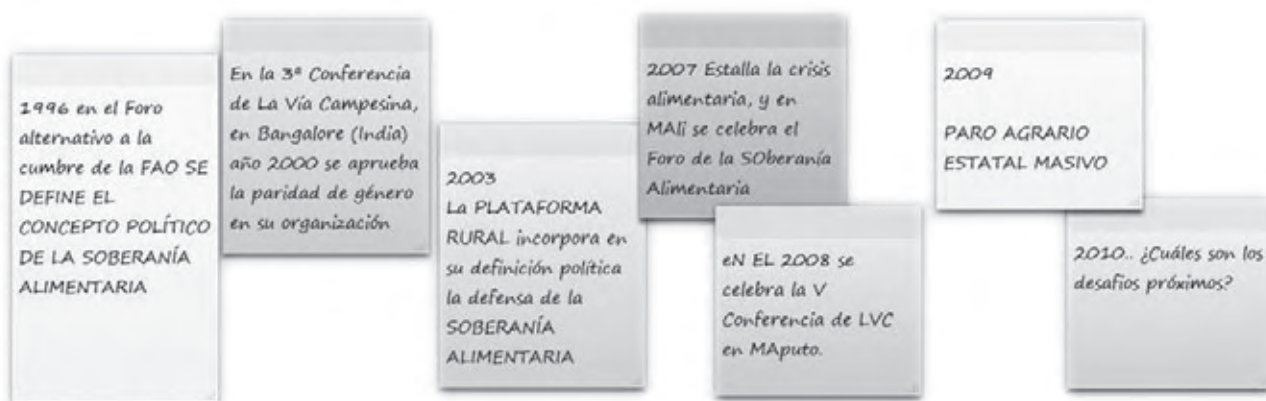 1996 en el Foro
alternativo a la
cumbre de la FAO SE
DEFINE EL
CONCEPTO POLÍTICO
DE LA SOBERANÍA
ALIMENTARIA
En la 3ª Conferencia
de La Vía Campesina,
en Bangalore (India)
año 2000 se aprueba
la paridad de género
en su organización
2003
La PLATAFORMA
RURAL incorpora en
su definición política
la defensa de la
SOBERANÍA
ALIMENTARIA
2007 Estalla la crisis
alimentaria, y en
MAli se celebra el
Foro de la SOberanía
Alimentaria
eN EL 2008 se
celebra la V
Conferencia de LVC
en MAputo.
2009
PARO AGRARIO
ESTATAL MASIVO
2010.. ¿Cuáles son los
desafios próximos?